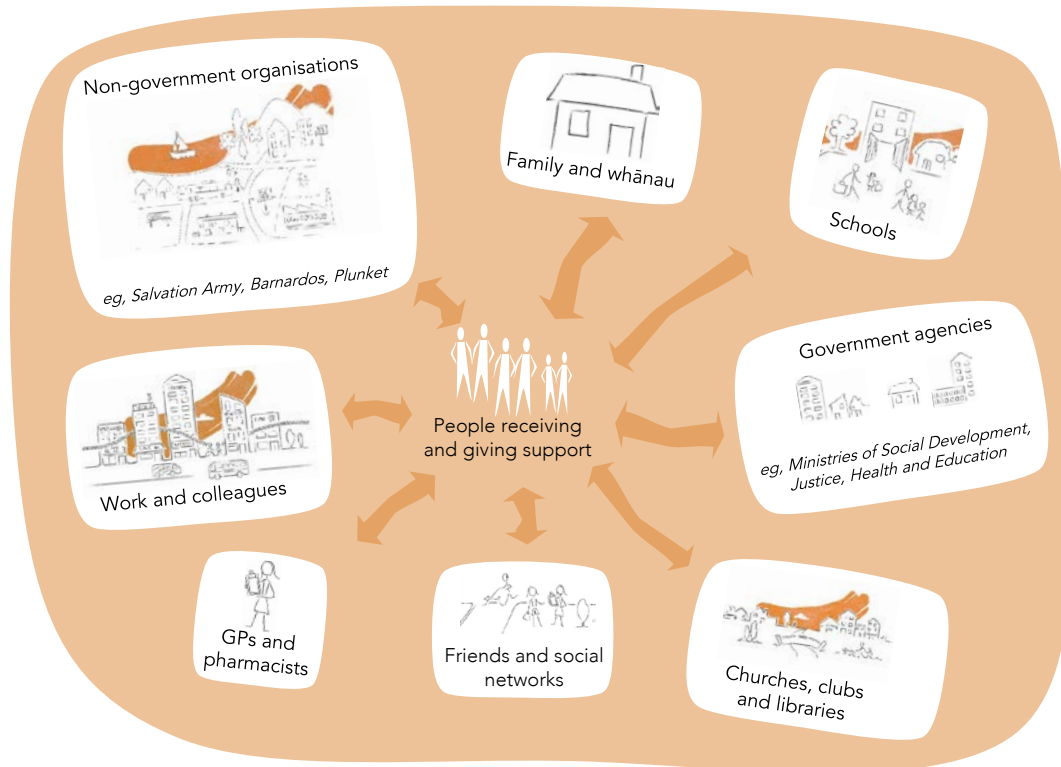 Non-government organisations
eg, Salvation Army, Barnardos, Plunket
Family and whānau
Schools
Government agencies
eg, Ministries of Social Development,
Justice, Health and Education
People receiving
and giving support
Work and colleagues
GPs and
pharmacists
Friends and social
networks
Churches, clubs
and libraries